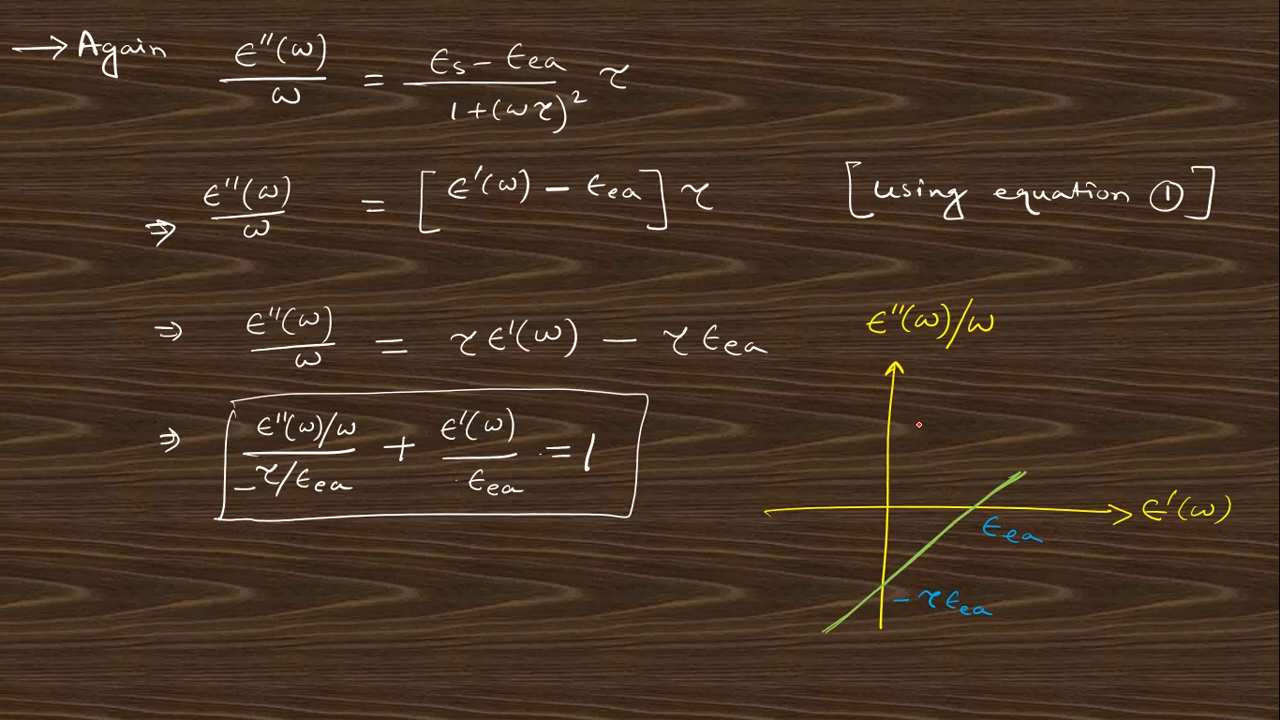 → Again ϵ''(ω)/ω = (ϵs - ϵea)/(1+(ωτ)²) τ
⇒ ϵ''(ω)/ω = [ϵ'(ω) - ϵea] τ [using equation ①]
⇒ ϵ''(ω)/ω = τϵ'(ω) - τϵea
⇒ (ϵ''(ω)/ω)/(-τ/ϵea) + ϵ'(ω)/ϵea = 1
ϵ''(ω)/ω
ϵ'(ω)
ϵea
-τϵea